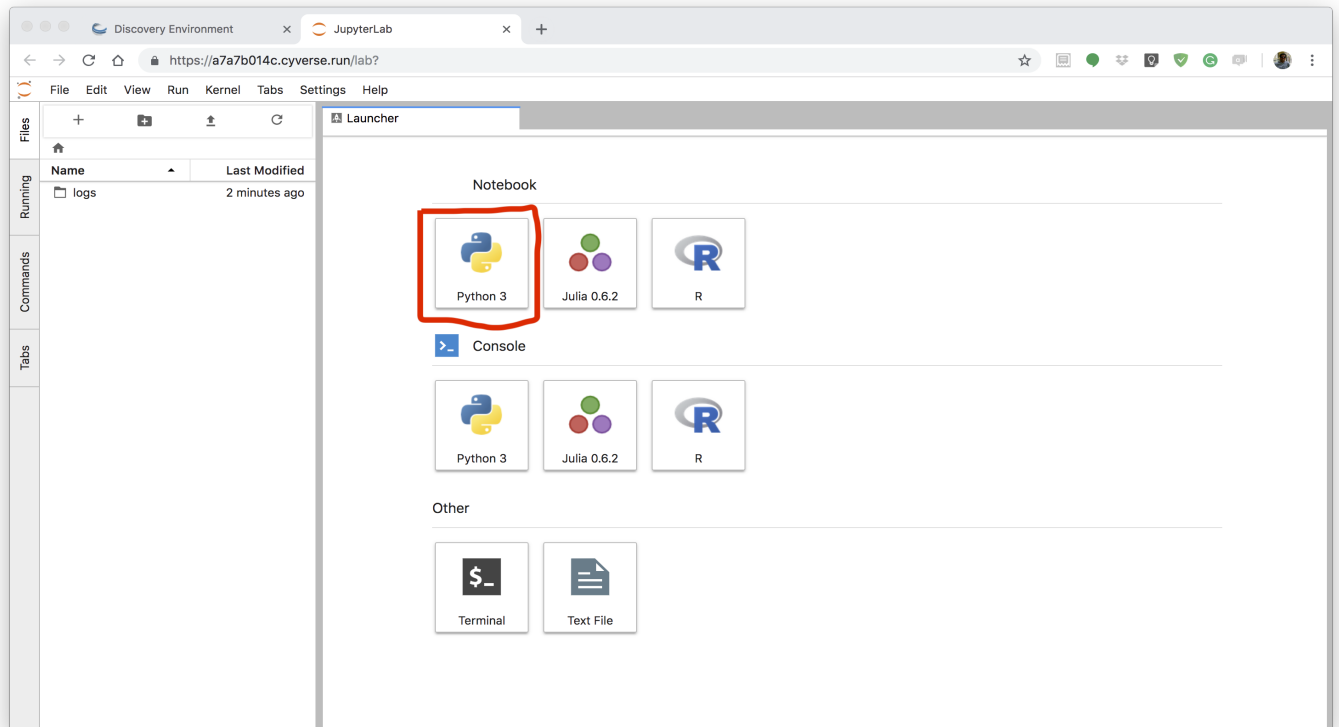 Discovery Environment
JupyterLab
https://a7a7b014c.cyverse.run/lab?
File Edit View Run Kernel Tabs Settings Help
Files
Running
Commands
Tabs
Name Last Modified
logs 2 minutes ago
Launcher
Notebook
Python 3 Julia 0.6.2 R
>_ Console
Python 3 Julia 0.6.2 R
Other
$_
Terminal Text File